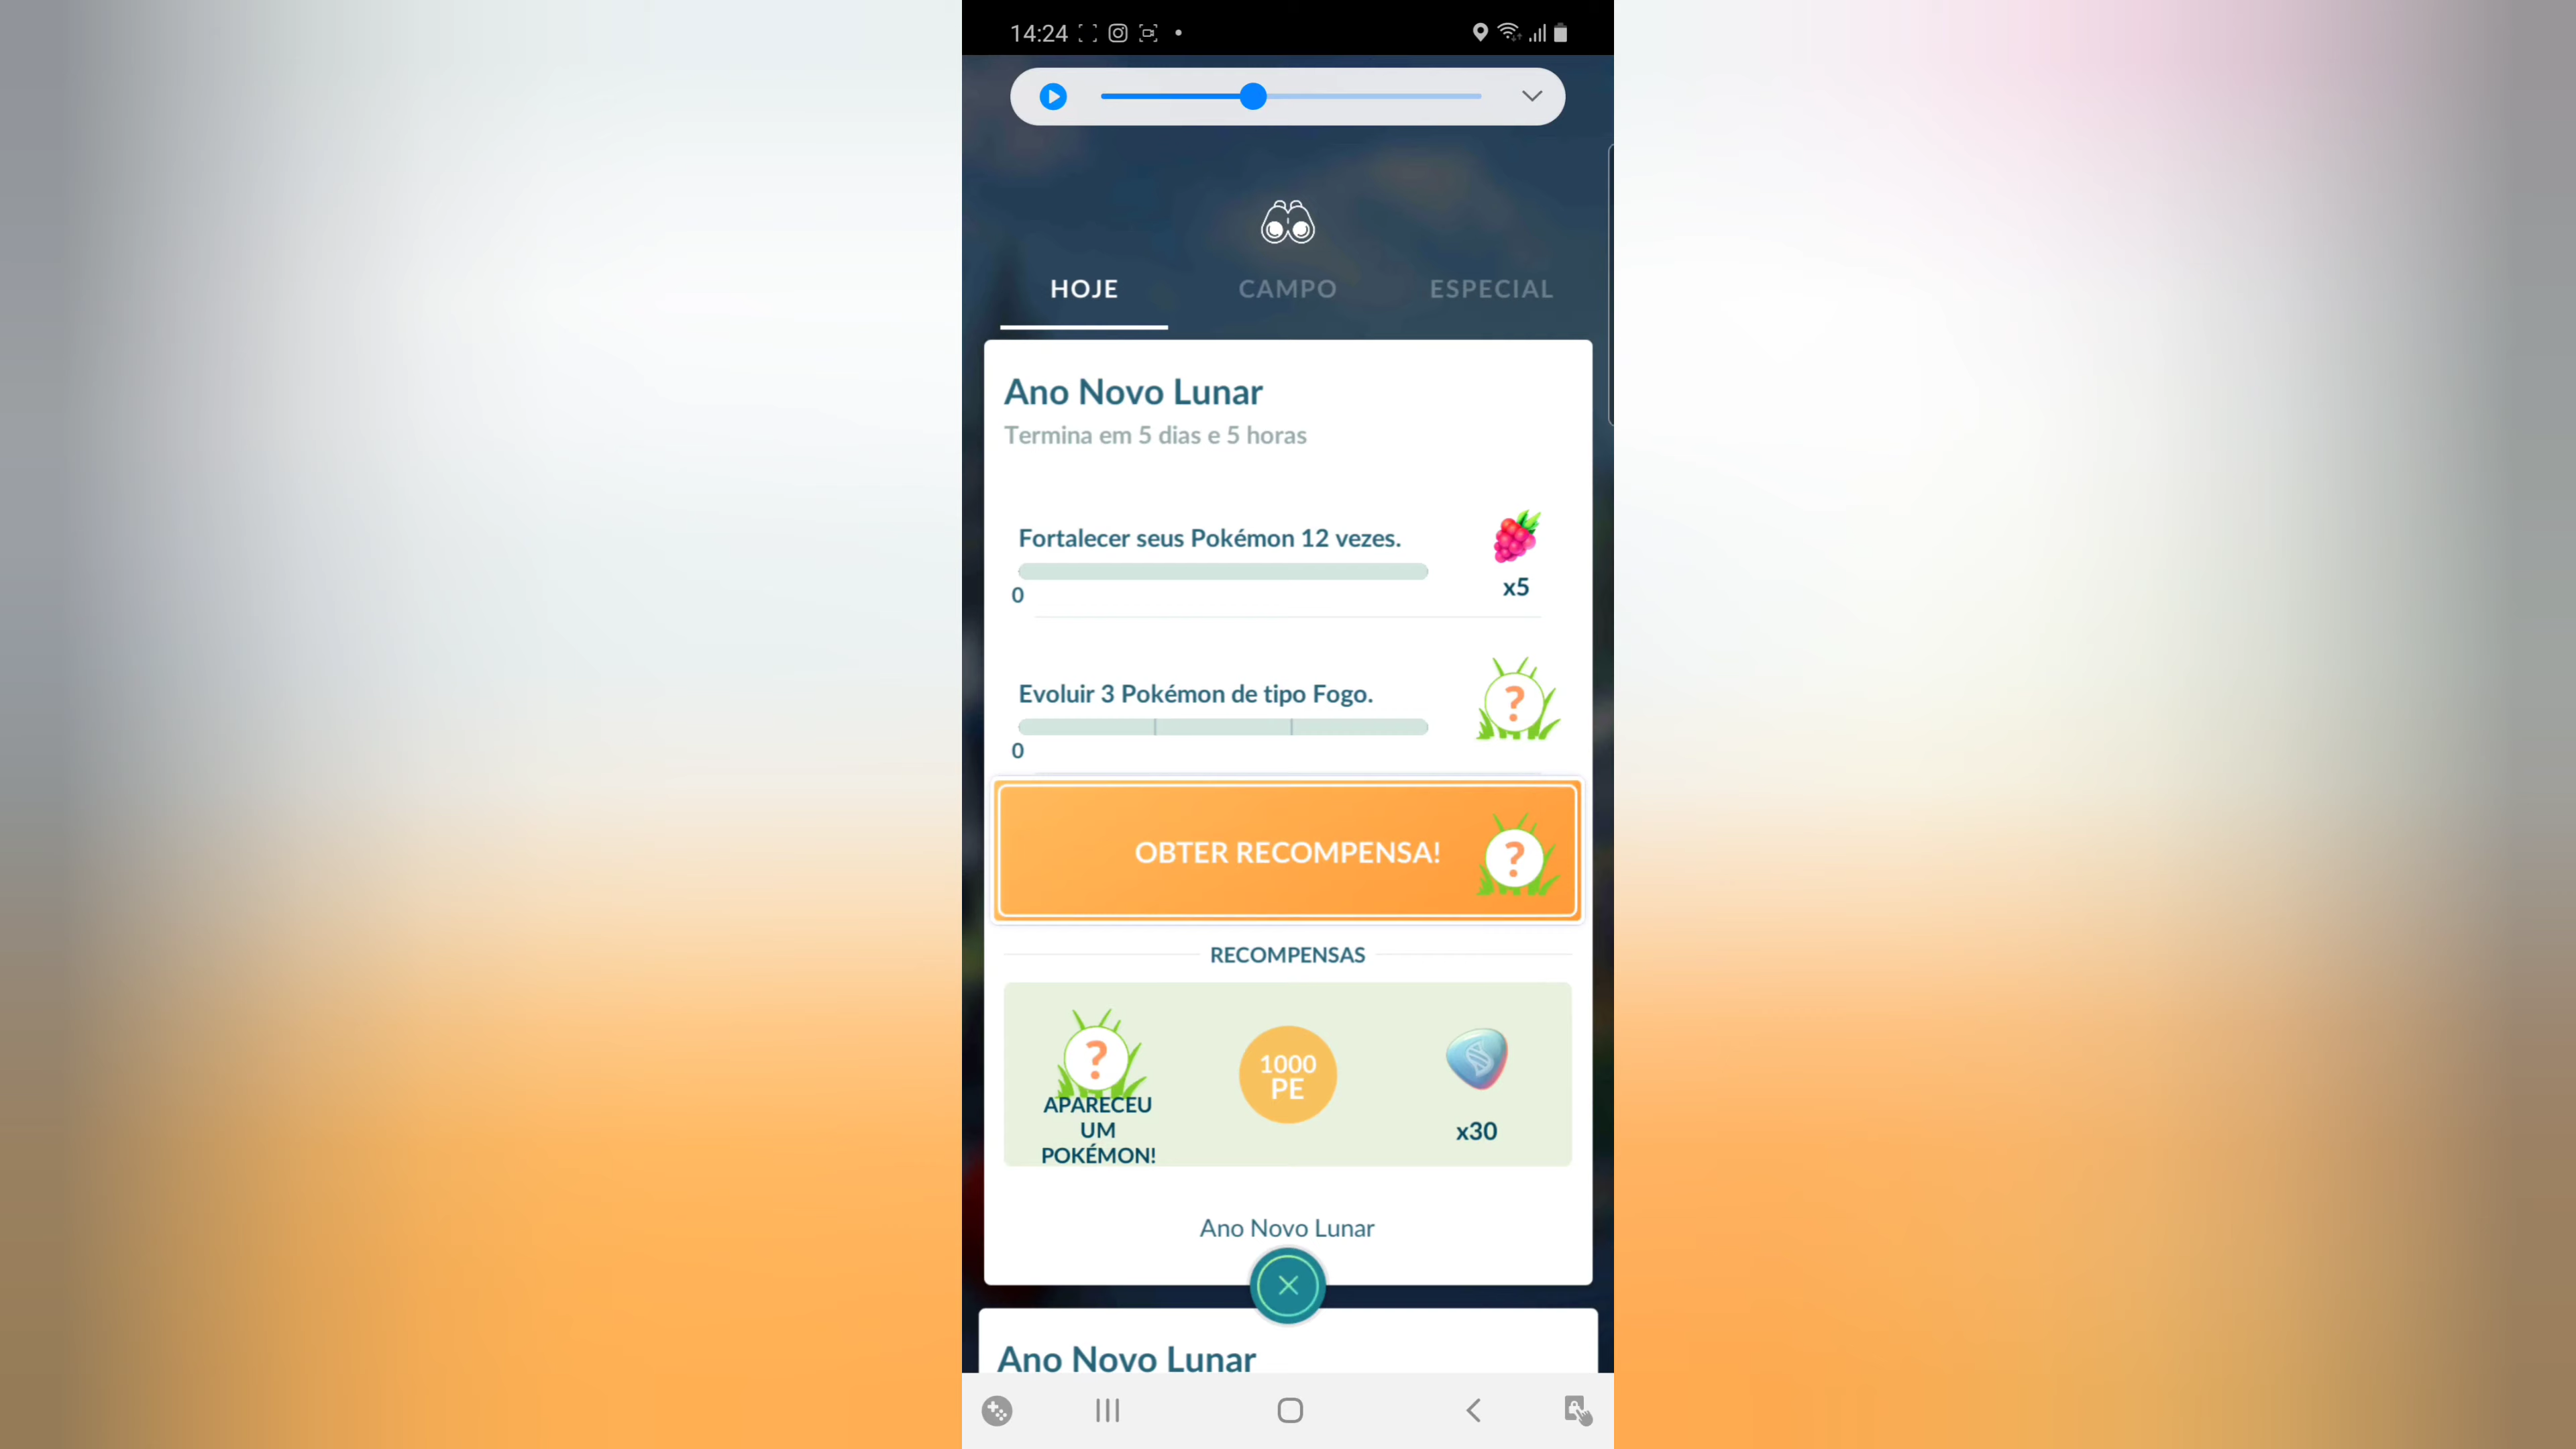 14:24
HOJE CAMPO ESPECIAL
Ano Novo Lunar
Termina em 5 dias e 5 horas
Fortalecer seus Pokémon 12 vezes.
x5
0
Evoluir 3 Pokémon de tipo Fogo.
?
0
OBTER RECOMPENSA!
?
RECOMPENSAS
?
APARECEU
UM
POKÉMON!
1000
PE
x30
Ano Novo Lunar
Ano Novo Lunar